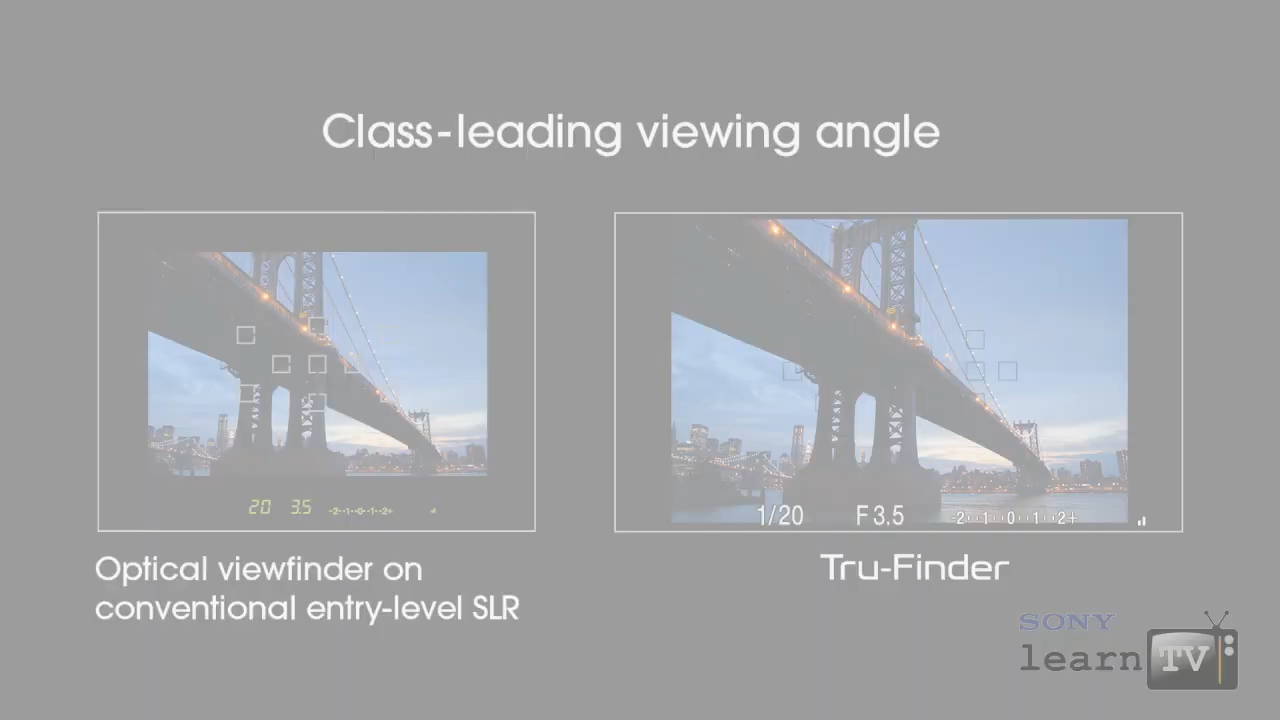 Class-leading viewing angle
20 3.5 -2··1··0··1··2+
1/20 F3.5 -2··1··0··1··2+
Optical viewfinder on
conventional entry-level SLR
Tru-Finder
SONY
learn TV